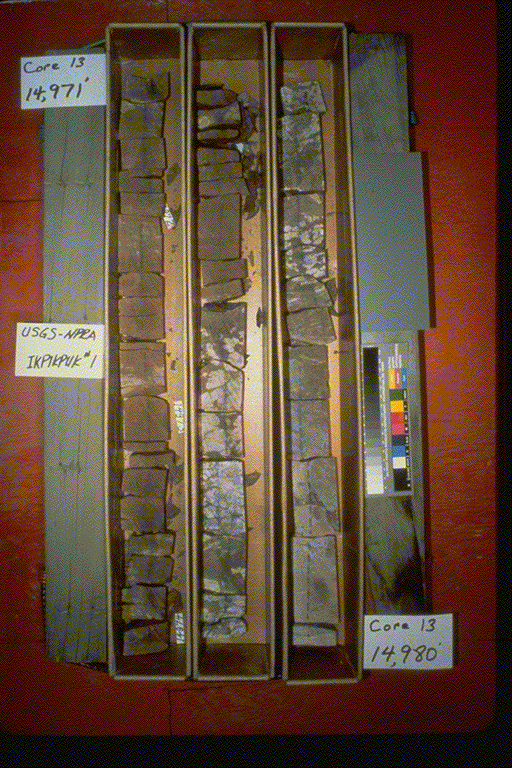 Core 13
14,971'
USGS-NPRA
IKPIKPUK #1
Core 13
14,980'